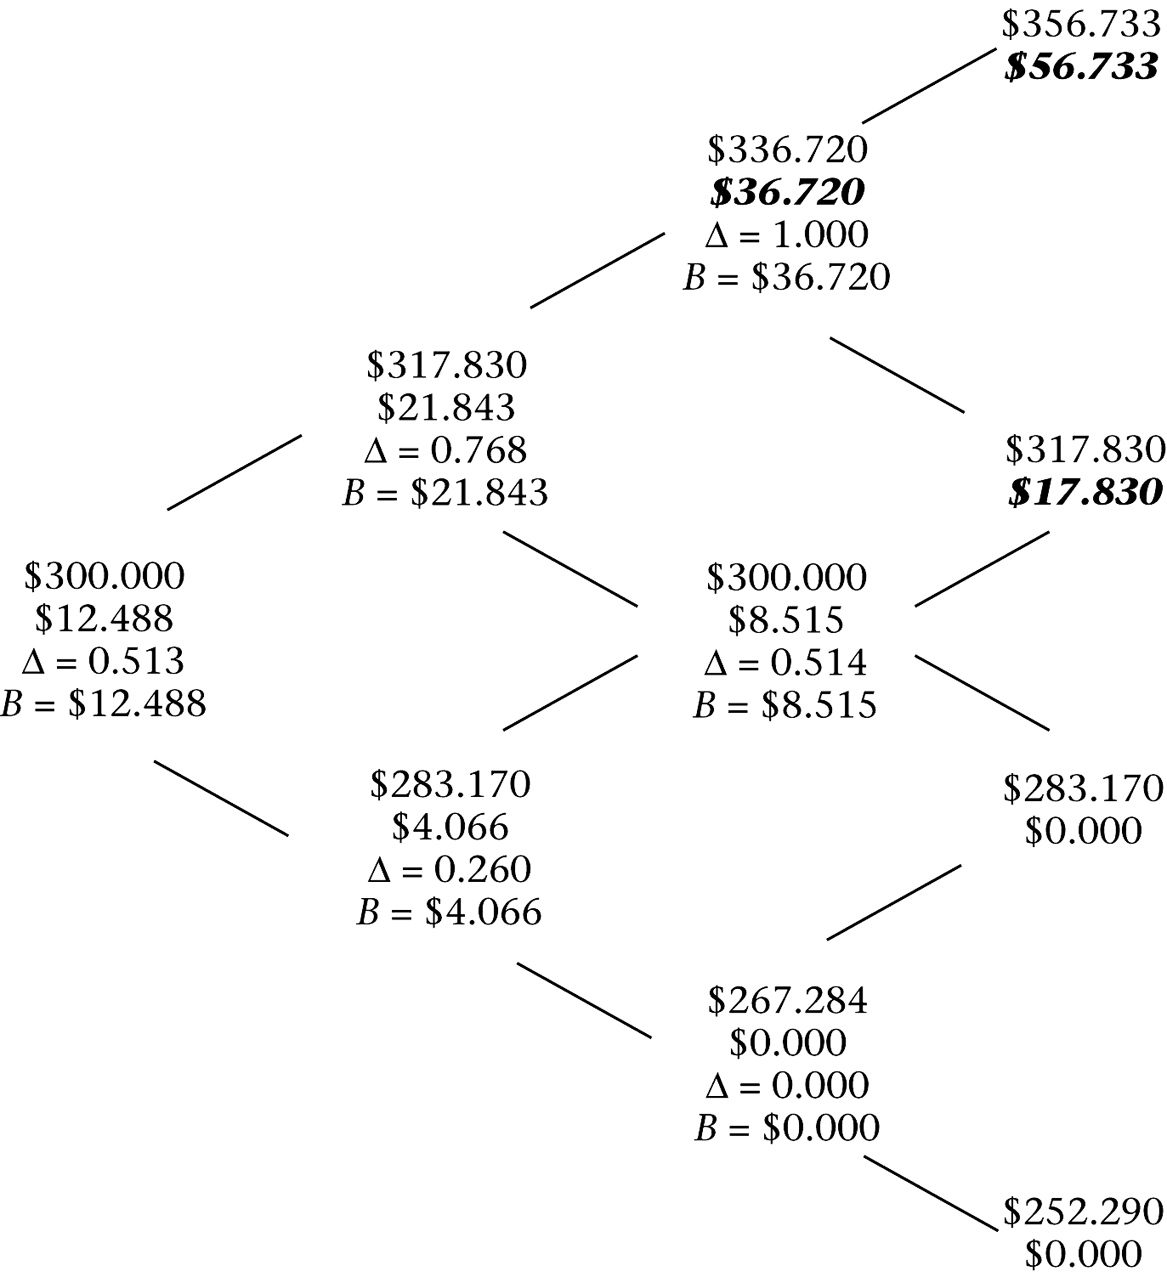 $356.733
$56.733
$336.720
$36.720
Δ = 1.000
B = $36.720
$317.830
$21.843
Δ = 0.768
B = $21.843
$317.830
$17.830
$300.000
$12.488
Δ = 0.513
B = $12.488
$300.000
$8.515
Δ = 0.514
B = $8.515
$283.170
$4.066
Δ = 0.260
B = $4.066
$283.170
$0.000
$267.284
$0.000
Δ = 0.000
B = $0.000
$252.290
$0.000